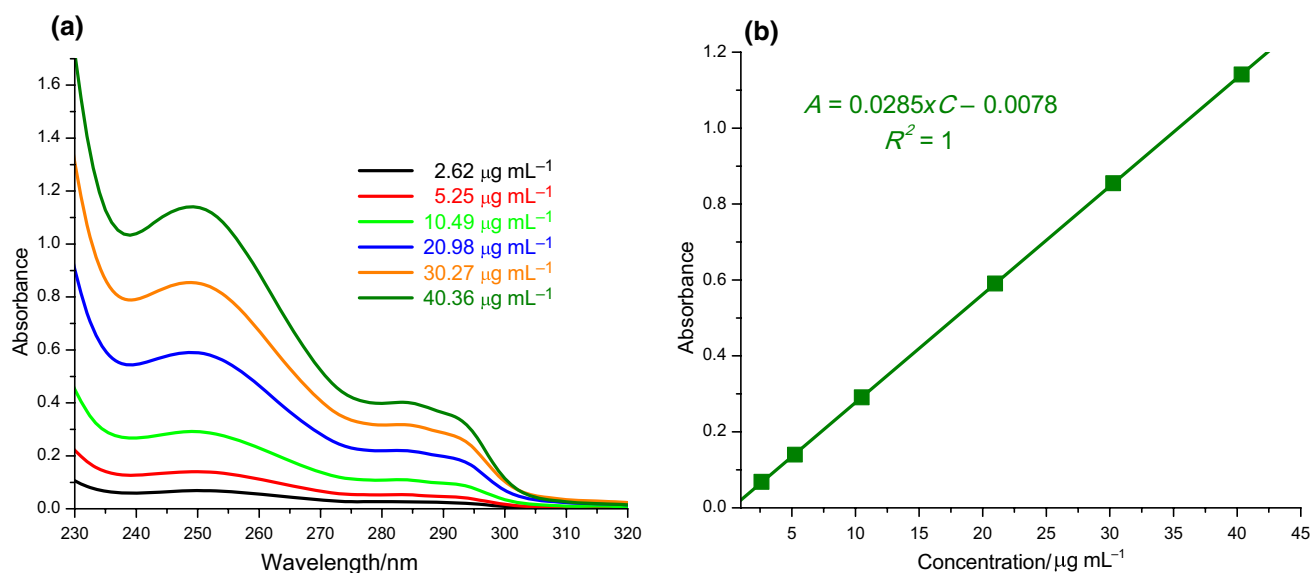 (a)
Absorbance
1.6
1.4
1.2
1.0
0.8
0.6
0.4
0.2
0.0
230 240 250 260 270 280 290 300 310 320
Wavelength/nm
2.62 μg mL⁻¹
5.25 μg mL⁻¹
10.49 μg mL⁻¹
20.98 μg mL⁻¹
30.27 μg mL⁻¹
40.36 μg mL⁻¹
(b)
Absorbance
1.2
1.0
0.8
0.6
0.4
0.2
0.0
5 10 15 20 25 30 35 40 45
Concentration/μg mL⁻¹
A = 0.0285xC – 0.0078
R² = 1